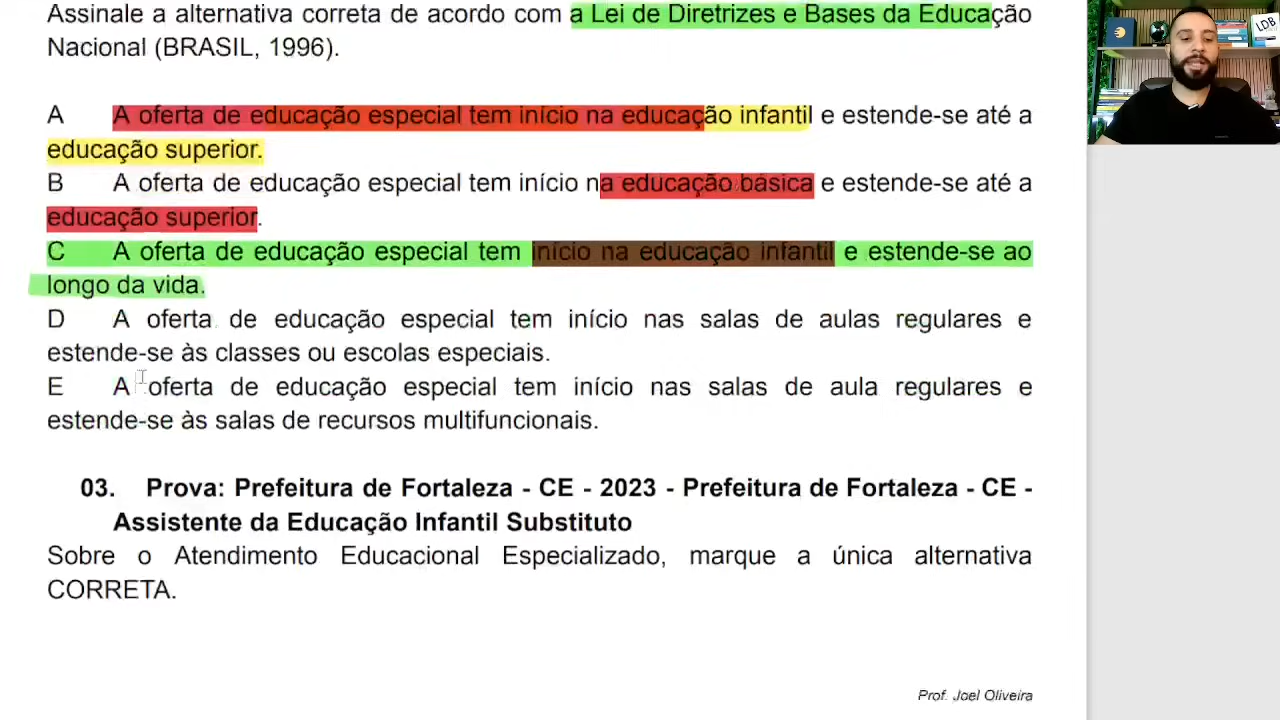 Assinale a alternativa correta de acordo com a Lei de Diretrizes e Bases da Educação
Nacional (BRASIL, 1996).
A A oferta de educação especial tem início na educação infantil e estende-se até a
educação superior.
B A oferta de educação especial tem início na educação básica e estende-se até a
educação superior.
C A oferta de educação especial tem início na educação infantil e estende-se ao
longo da vida.
D A oferta de educação especial tem início nas salas de aulas regulares e
estende-se às classes ou escolas especiais.
E A oferta de educação especial tem início nas salas de aula regulares e
estende-se às salas de recursos multifuncionais.
03. Prova: Prefeitura de Fortaleza - CE - 2023 - Prefeitura de Fortaleza - CE -
Assistente da Educação Infantil Substituto
Sobre o Atendimento Educacional Especializado, marque a única alternativa
CORRETA.
Prof. Joel Oliveira
LDB